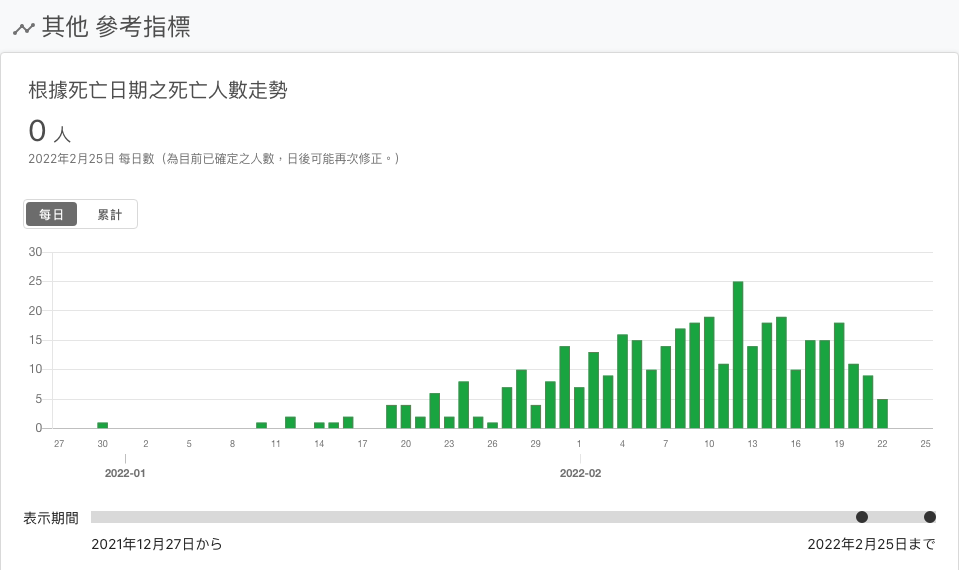 其他 參考指標
根據死亡日期之死亡人數走勢
0 人
2022年2月25日 每日數（為目前已確定之人數，日後可能再次修正。）
每日 累計
30
25
20
15
10
5
0
27 30 2 5 8 11 14 17 20 23 26 29 1 4 7 10 13 16 19 22 25
2022-01 2022-02
表示期間
2021年12月27日から 2022年2月25日まで